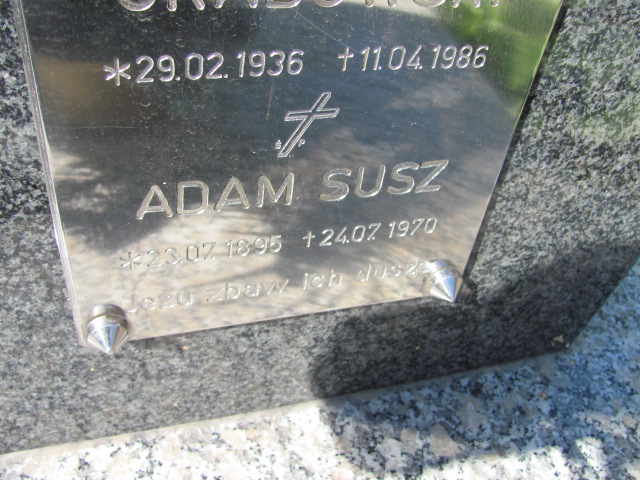 *29.02.1936 †11.04.1986
Ś. P.
ADAM SUSZ
*23.07.1895 †24.07.1970
Jezu zbaw ich dusze